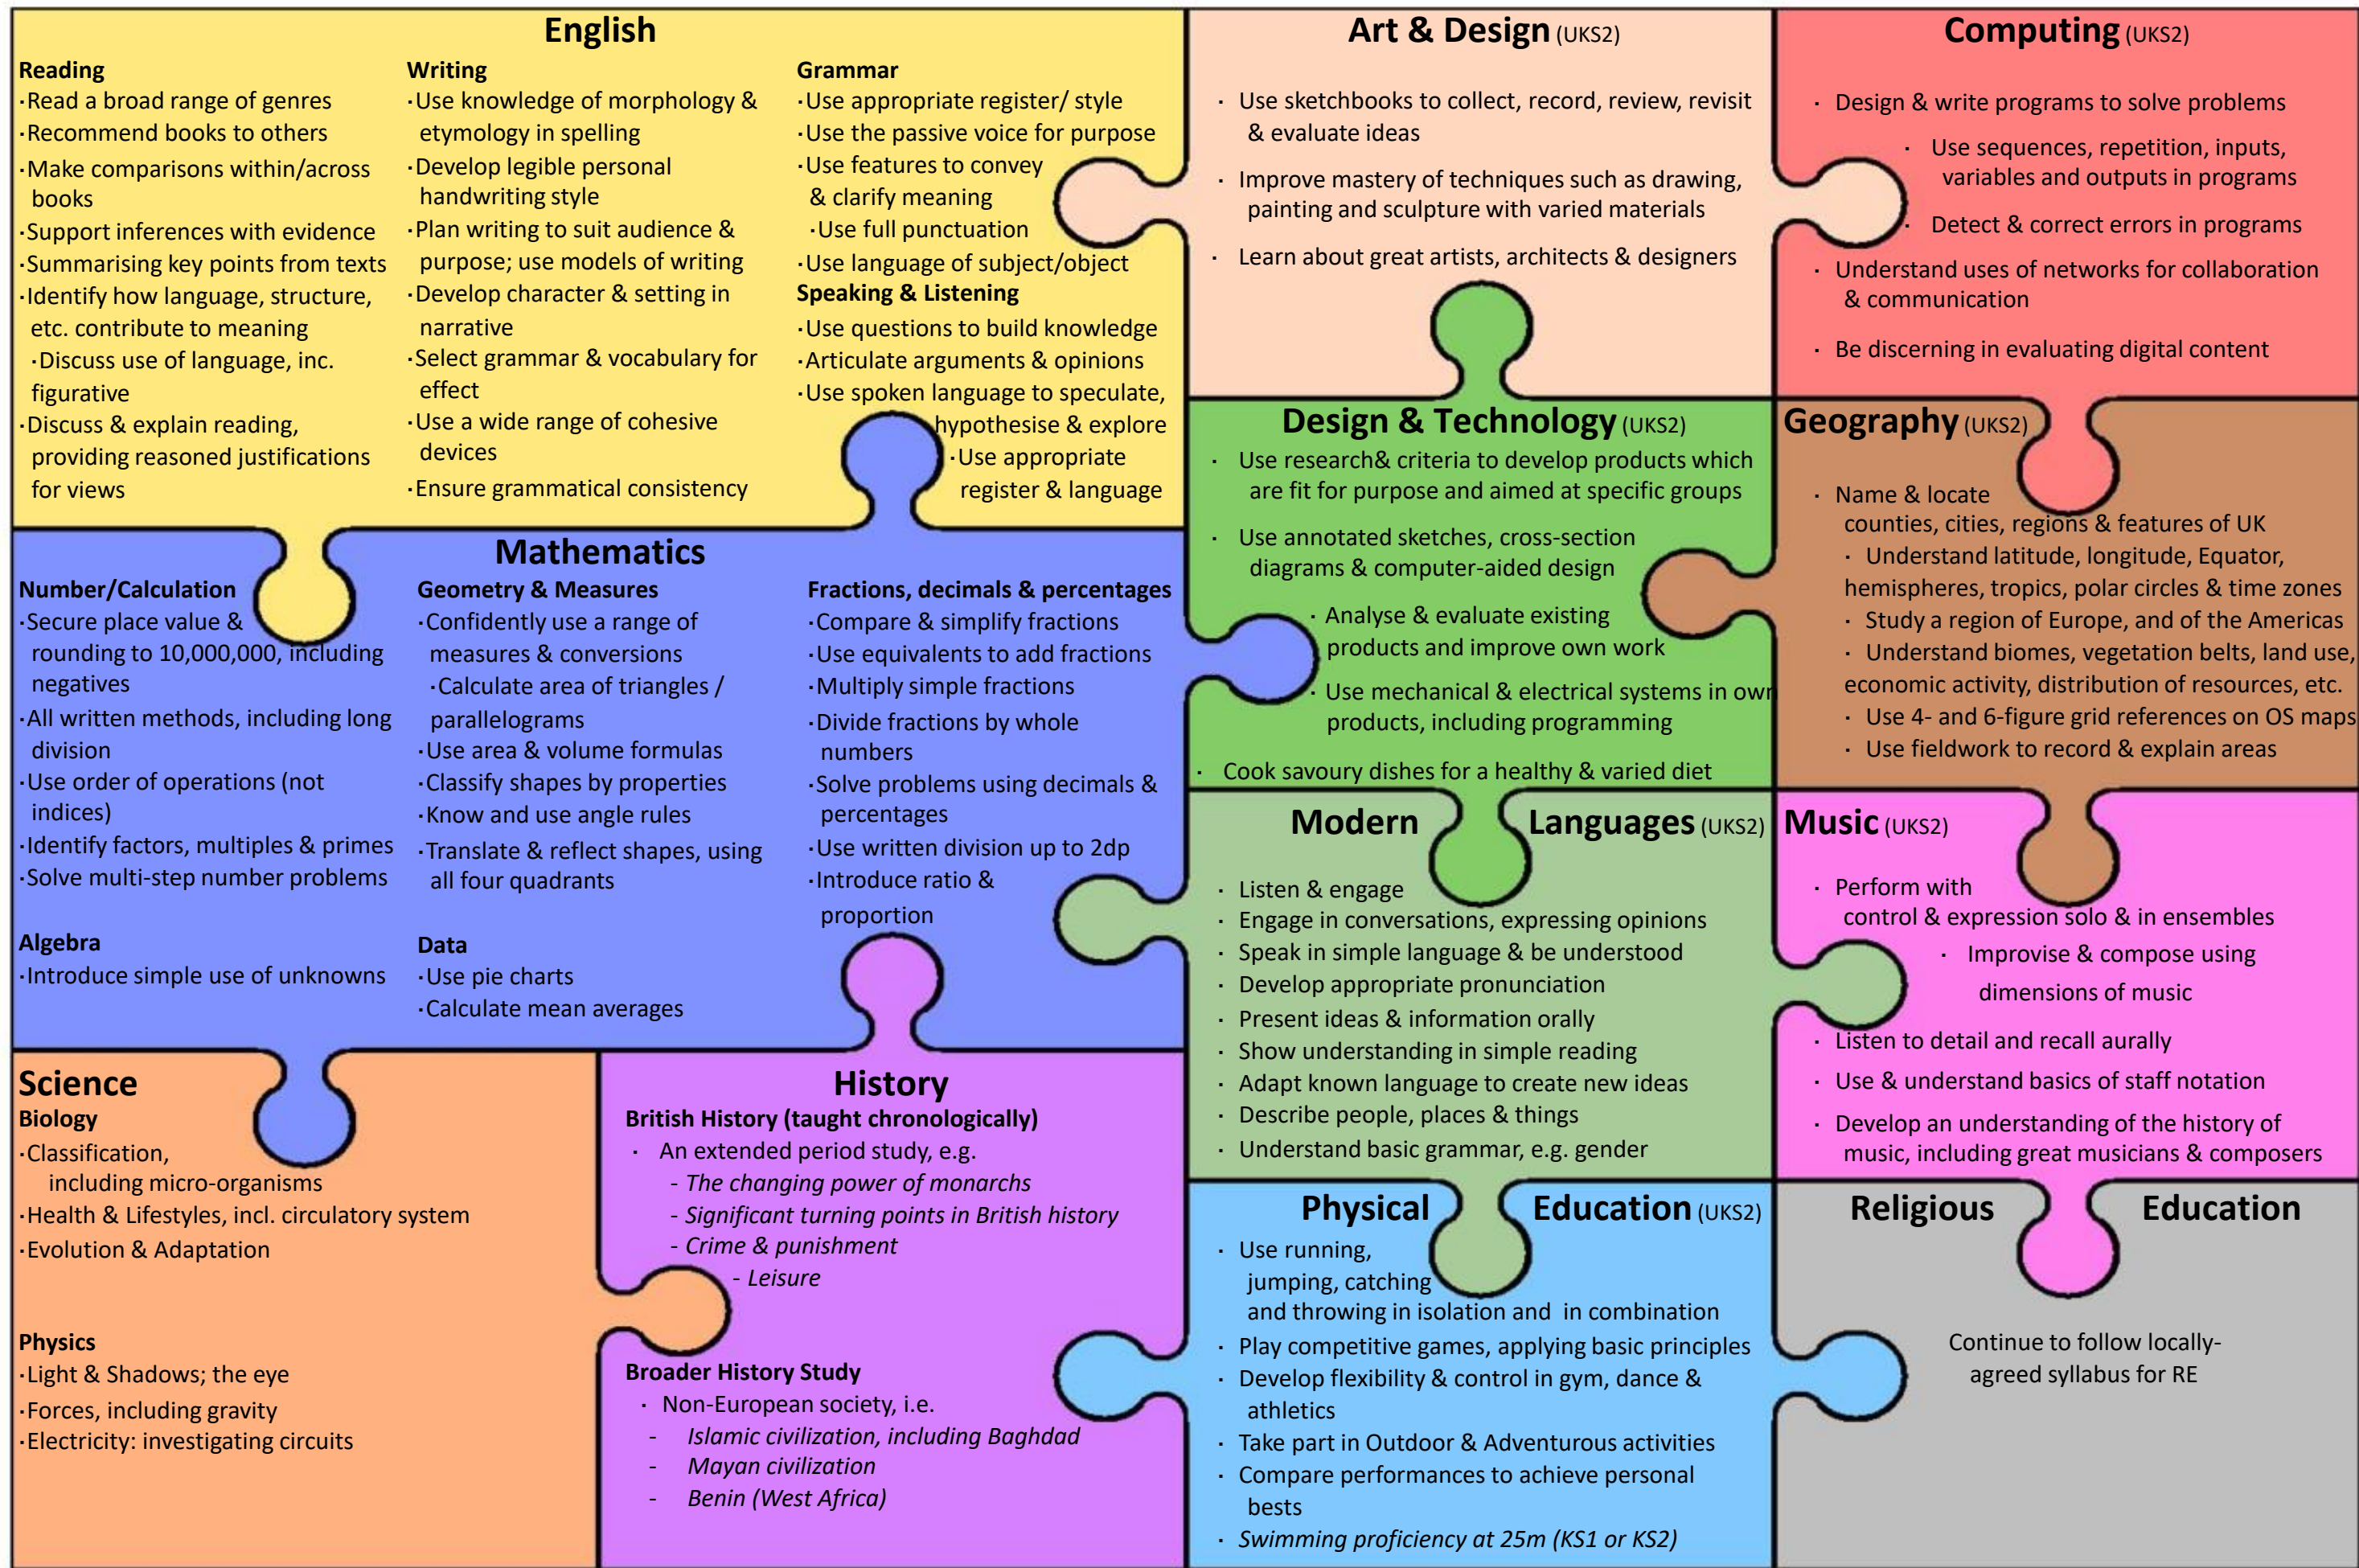 English
Reading
·Read a broad range of genres
·Recommend books to others
·Make comparisons within/across
books
·Support inferences with evidence
·Summarising key points from texts
·Identify how language, structure,
etc. contribute to meaning
·Discuss use of language, inc.
figurative
·Discuss & explain reading,
providing reasoned justifications
for views
Writing
·Use knowledge of morphology &
etymology in spelling
·Develop legible personal
handwriting style
·Plan writing to suit audience &
purpose; use models of writing
·Develop character & setting in
narrative
·Select grammar & vocabulary for
effect
·Use a wide range of cohesive
devices
·Ensure grammatical consistency
Grammar
·Use appropriate register/ style
·Use the passive voice for purpose
·Use features to convey
& clarify meaning
·Use full punctuation
·Use language of subject/object
Speaking & Listening
·Use questions to build knowledge
·Articulate arguments & opinions
·Use spoken language to speculate,
hypothesise & explore
·Use appropriate
register & language
Art & Design (UKS2)
· Use sketchbooks to collect, record, review, revisit
& evaluate ideas
· Improve mastery of techniques such as drawing,
painting and sculpture with varied materials
· Learn about great artists, architects & designers
Computing (UKS2)
· Design & write programs to solve problems
· Use sequences, repetition, inputs,
variables and outputs in programs
· Detect & correct errors in programs
· Understand uses of networks for collaboration
& communication
· Be discerning in evaluating digital content
Mathematics
Number/Calculation
·Secure place value &
rounding to 10,000,000, including
negatives
·All written methods, including long
division
·Use order of operations (not
indices)
·Identify factors, multiples & primes
·Solve multi-step number problems
Algebra
·Introduce simple use of unknowns
Geometry & Measures
·Confidently use a range of
measures & conversions
·Calculate area of triangles /
parallelograms
·Use area & volume formulas
·Classify shapes by properties
·Know and use angle rules
·Translate & reflect shapes, using
all four quadrants
Data
·Use pie charts
·Calculate mean averages
Fractions, decimals & percentages
·Compare & simplify fractions
·Use equivalents to add fractions
·Multiply simple fractions
·Divide fractions by whole
numbers
·Solve problems using decimals &
percentages
·Use written division up to 2dp
·Introduce ratio &
proportion
Design & Technology (UKS2)
· Use research& criteria to develop products which
are fit for purpose and aimed at specific groups
· Use annotated sketches, cross-section
diagrams & computer-aided design
· Analyse & evaluate existing
products and improve own work
· Use mechanical & electrical systems in own
products, including programming
· Cook savoury dishes for a healthy & varied diet
Geography (UKS2)
· Name & locate
counties, cities, regions & features of UK
· Understand latitude, longitude, Equator,
hemispheres, tropics, polar circles & time zones
· Study a region of Europe, and of the Americas
· Understand biomes, vegetation belts, land use,
economic activity, distribution of resources, etc.
· Use 4- and 6-figure grid references on OS maps
· Use fieldwork to record & explain areas
Modern Languages (UKS2)
· Listen & engage
· Engage in conversations, expressing opinions
· Speak in simple language & be understood
· Develop appropriate pronunciation
· Present ideas & information orally
· Show understanding in simple reading
· Adapt known language to create new ideas
· Describe people, places & things
· Understand basic grammar, e.g. gender
Music (UKS2)
· Perform with
control & expression solo & in ensembles
· Improvise & compose using
dimensions of music
· Listen to detail and recall aurally
· Use & understand basics of staff notation
· Develop an understanding of the history of
music, including great musicians & composers
Science
Biology
·Classification,
including micro-organisms
·Health & Lifestyles, incl. circulatory system
·Evolution & Adaptation
Physics
·Light & Shadows; the eye
·Forces, including gravity
·Electricity: investigating circuits
History
British History (taught chronologically)
· An extended period study, e.g.
- The changing power of monarchs
- Significant turning points in British history
- Crime & punishment
- Leisure
Broader History Study
· Non-European society, i.e.
- Islamic civilization, including Baghdad
- Mayan civilization
- Benin (West Africa)
Physical Education (UKS2)
· Use running,
jumping, catching
and throwing in isolation and in combination
· Play competitive games, applying basic principles
· Develop flexibility & control in gym, dance &
athletics
· Take part in Outdoor & Adventurous activities
· Compare performances to achieve personal
bests
· Swimming proficiency at 25m (KS1 or KS2)
Religious Education
Continue to follow locally-
agreed syllabus for RE